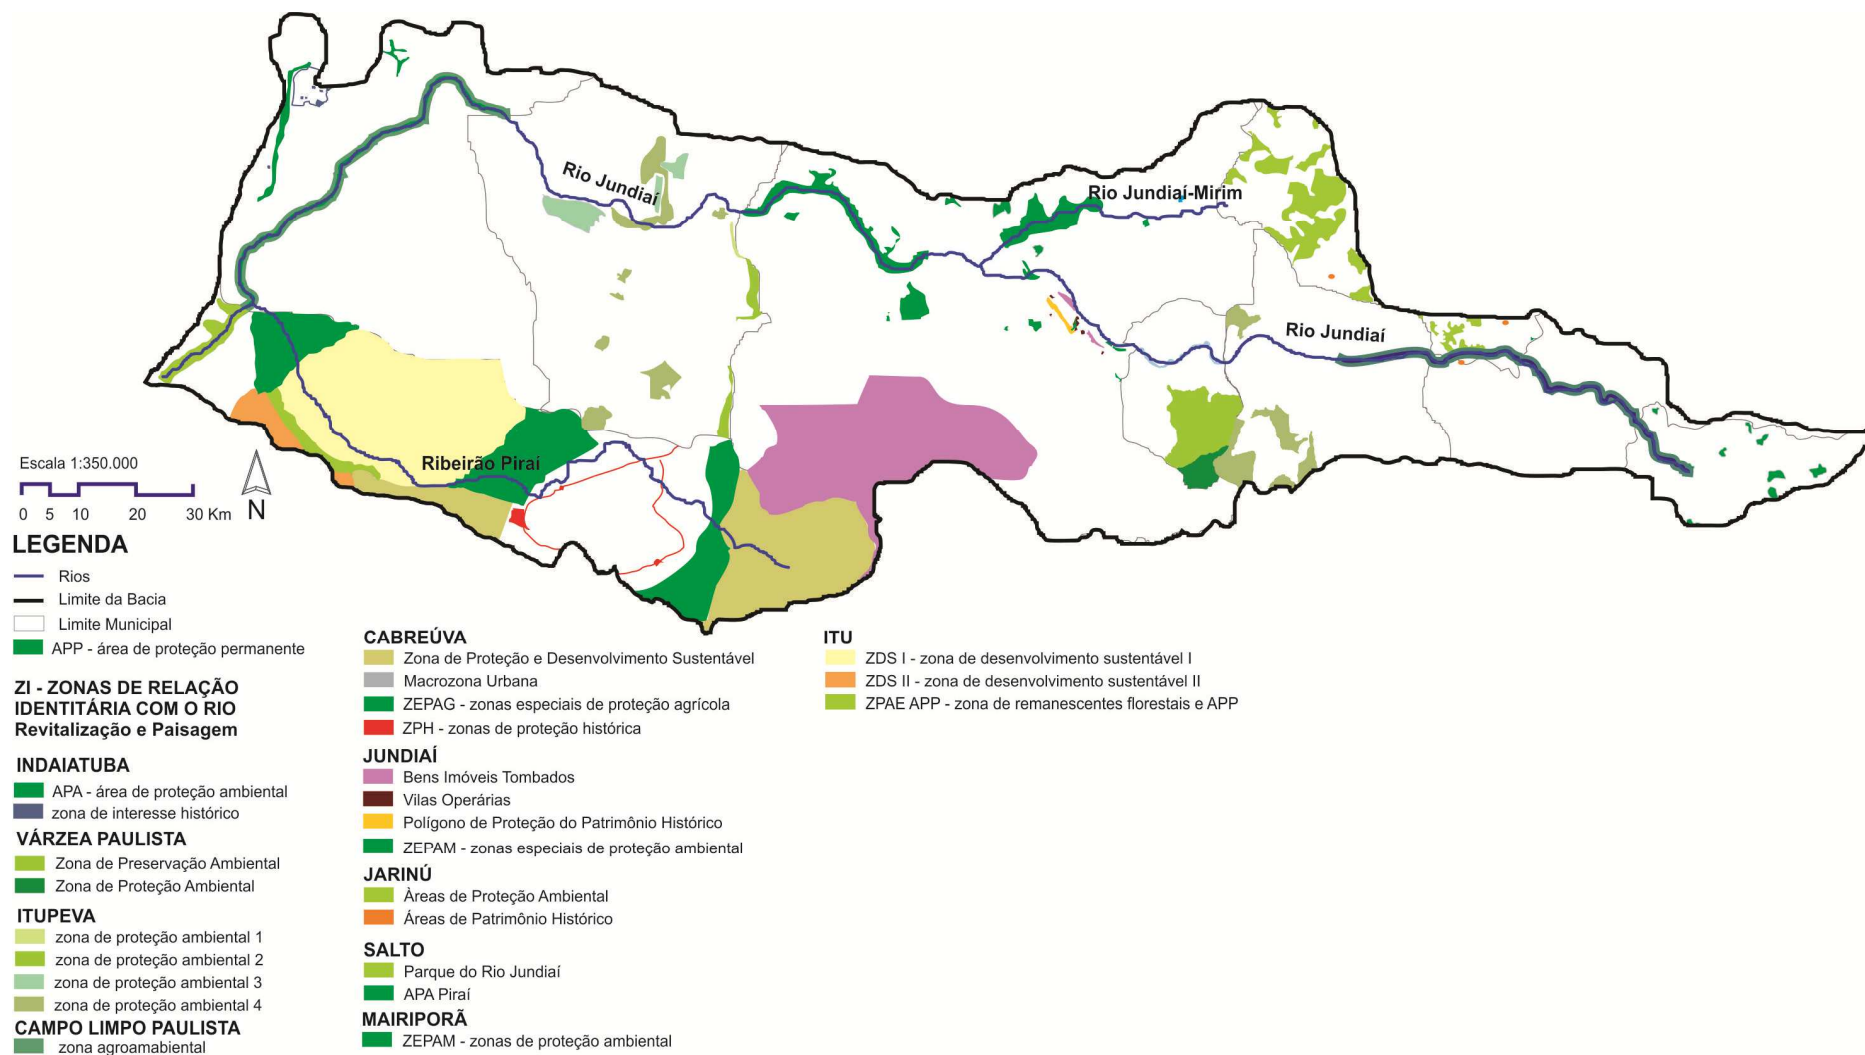 Rio Jundiaí
Rio Jundiaí-Mirim
Rio Jundiaí
Ribeirão Piraí
Escala 1:350.000
0 5 10 20 30 Km
N
LEGENDA
Rios
Limite da Bacia
Limite Municipal
APP - área de proteção permanente
ZI - ZONAS DE RELAÇÃO
IDENTITÁRIA COM O RIO
Revitalização e Paisagem
INDAIATUBA
APA - área de proteção ambiental
zona de interesse histórico
VÁRZEA PAULISTA
Zona de Preservação Ambiental
Zona de Proteção Ambiental
ITUPEVA
zona de proteção ambiental 1
zona de proteção ambiental 2
zona de proteção ambiental 3
zona de proteção ambiental 4
CAMPO LIMPO PAULISTA
zona agroamabiental
CABREÚVA
Zona de Proteção e Desenvolvimento Sustentável
Macrozona Urbana
ZEPAG - zonas especiais de proteção agrícola
ZPH - zonas de proteção histórica
JUNDIAÍ
Bens Imóveis Tombados
Vilas Operárias
Polígono de Proteção do Patrimônio Histórico
ZEPAM - zonas especiais de proteção ambiental
JARINÚ
Àreas de Proteção Ambiental
Áreas de Patrimônio Histórico
SALTO
Parque do Rio Jundiaí
APA Piraí
MAIRIPORÃ
ZEPAM - zonas de proteção ambiental
ITU
ZDS I - zona de desenvolvimento sustentável I
ZDS II - zona de desenvolvimento sustentável II
ZPAE APP - zona de remanescentes florestais e APP